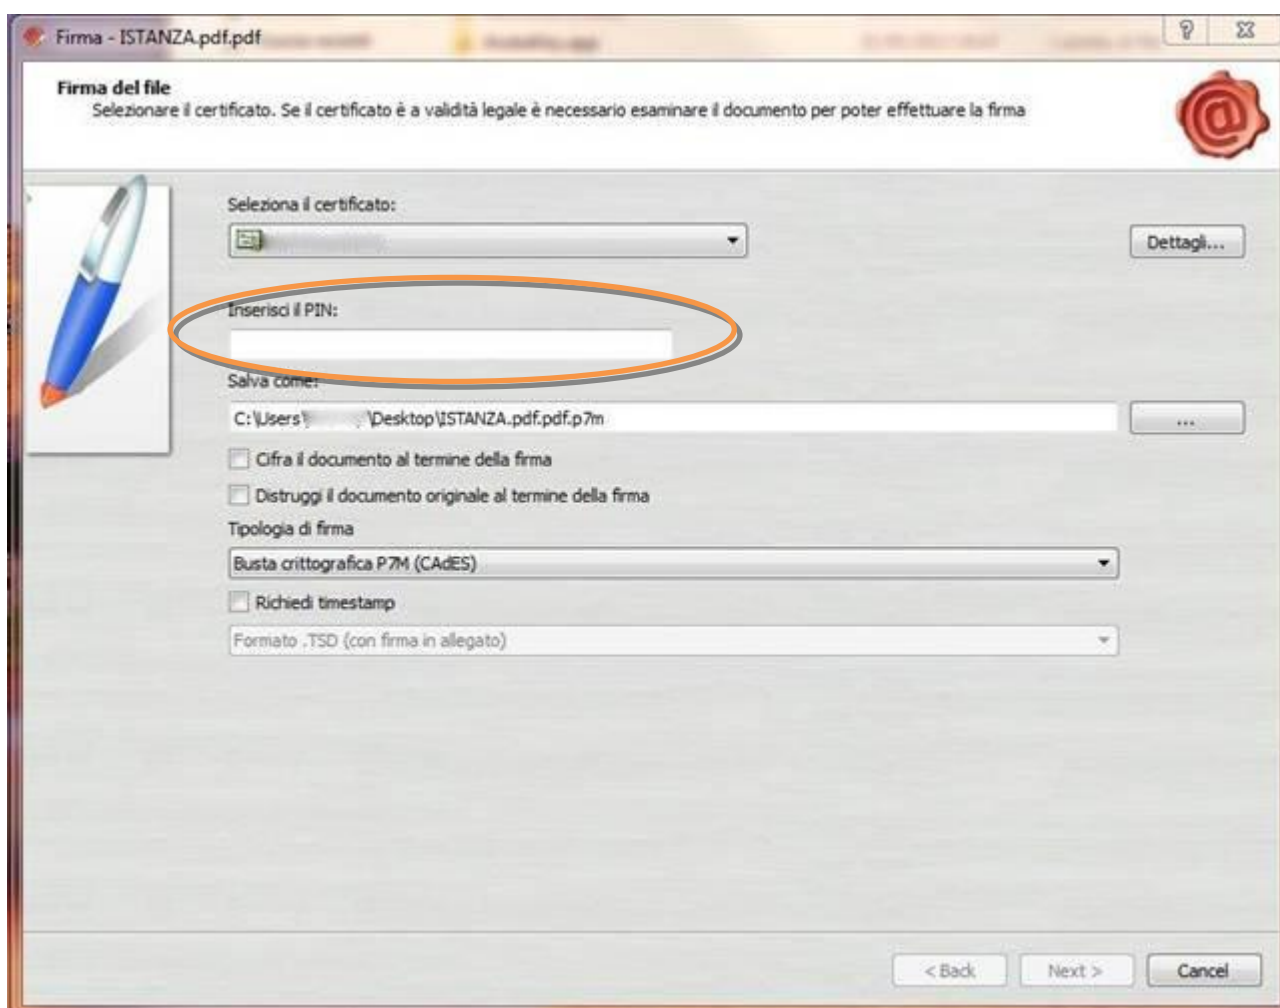 Firma - ISTANZA.pdf.pdf
Firma del file
Selezionare il certificato. Se il certificato è a validità legale è necessario esaminare il documento per poter effettuare la firma
Seleziona il certificato:
Dettagli...
Inserisci il PIN:
Salva come:
C:\Users\ \Desktop\ISTANZA.pdf.pdf.p7m
...
Cifra il documento al termine della firma
Distruggi il documento originale al termine della firma
Tipologia di firma
Busta crittografica P7M (CAdES)
Richiedi timestamp
Formato .TSD (con firma in allegato)
< Back Next > Cancel